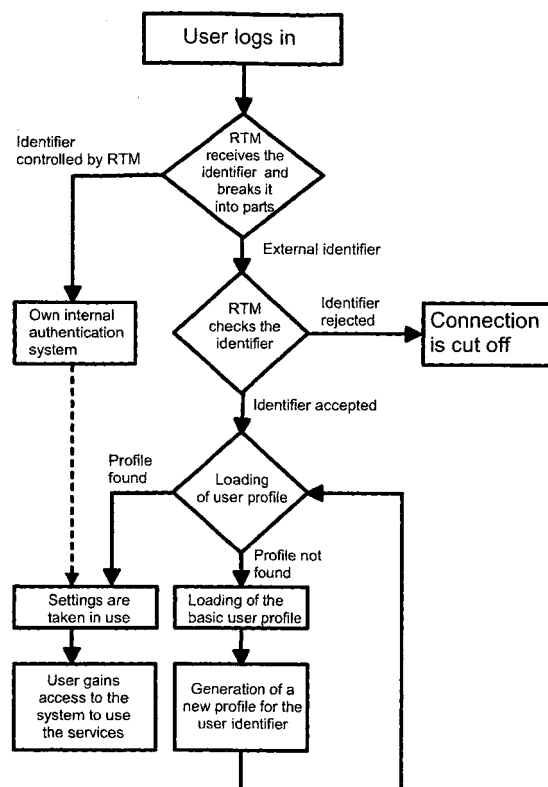 User logs in
Identifier
controlled by RTM
RTM
receives the
identifier and
breaks it
into parts
External identifier
Own internal
authentication
system
RTM
checks the
identifier
Identifier
rejected
Connection
is cut off
Identifier accepted
Profile
found
Loading
of user profile
Profile not
found
Settings are
taken in use
Loading of the
basic user profile
User gains
access to the
system to use
the services
Generation of a
new profile for the
user identifier